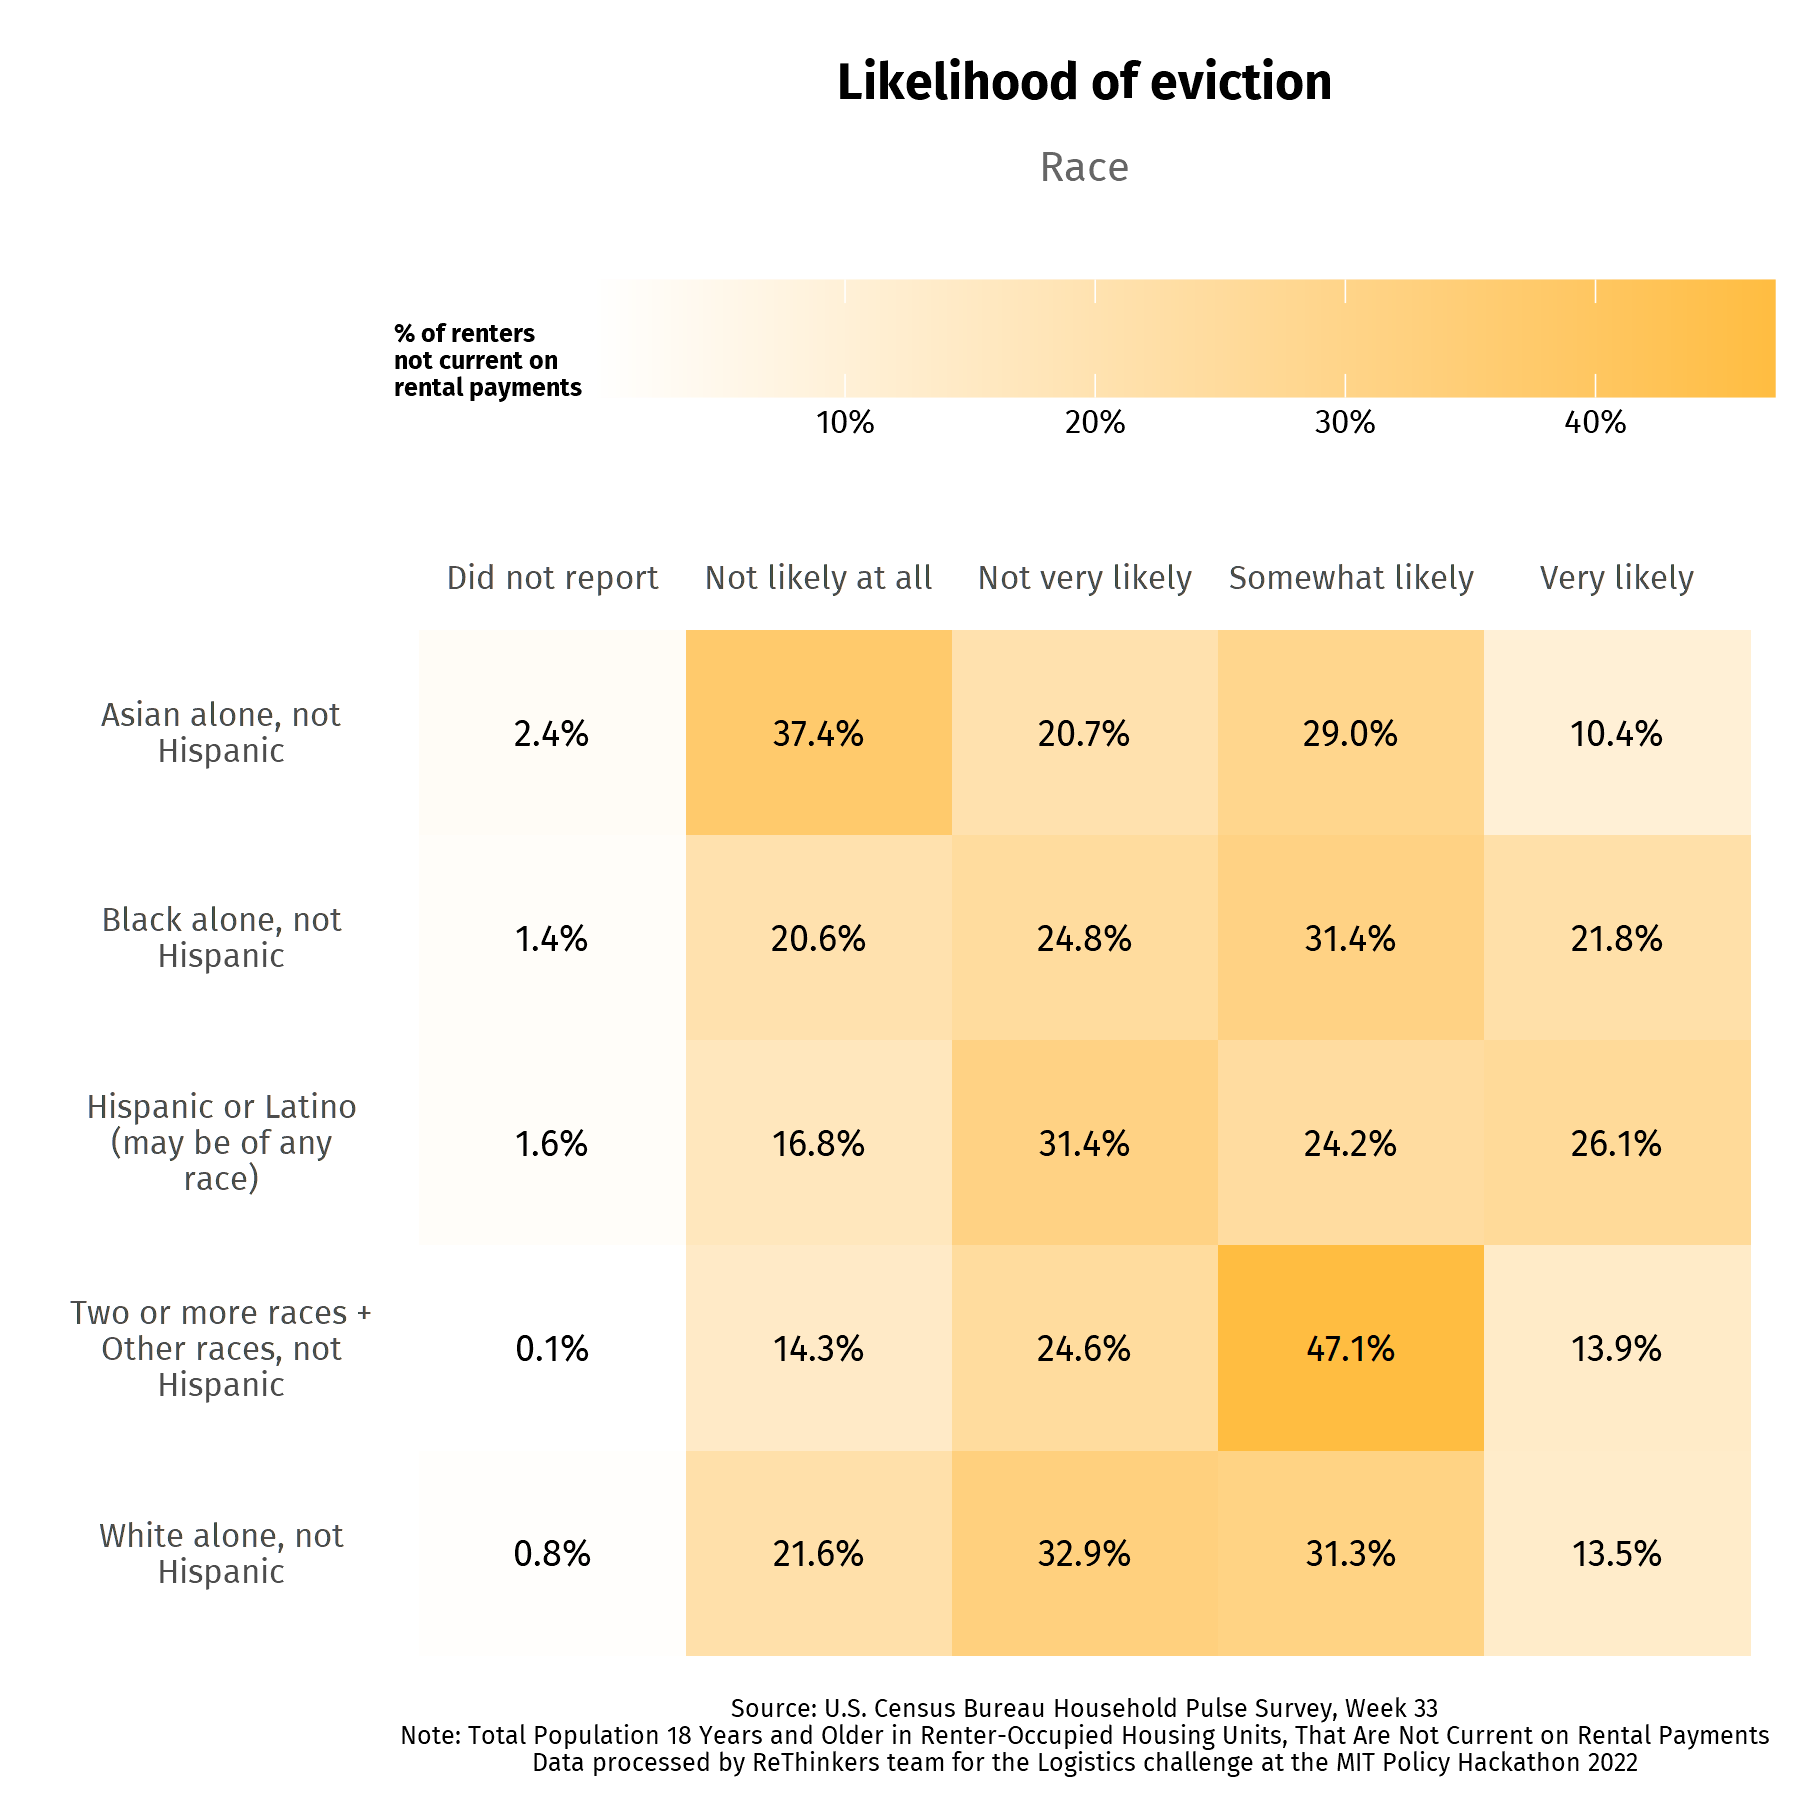 Likelihood of eviction
Race
% of renters
not current on
rental payments
10% 20% 30% 40%
Did not report Not likely at all Not very likely Somewhat likely Very likely
Asian alone, not
Hispanic
2.4% 37.4% 20.7% 29.0% 10.4%
Black alone, not
Hispanic
1.4% 20.6% 24.8% 31.4% 21.8%
Hispanic or Latino
(may be of any
race)
1.6% 16.8% 31.4% 24.2% 26.1%
Two or more races +
Other races, not
Hispanic
0.1% 14.3% 24.6% 47.1% 13.9%
White alone, not
Hispanic
0.8% 21.6% 32.9% 31.3% 13.5%
Source: U.S. Census Bureau Household Pulse Survey, Week 33
Note: Total Population 18 Years and Older in Renter-Occupied Housing Units, That Are Not Current on Rental Payments
Data processed by ReThinkers team for the Logistics challenge at the MIT Policy Hackathon 2022